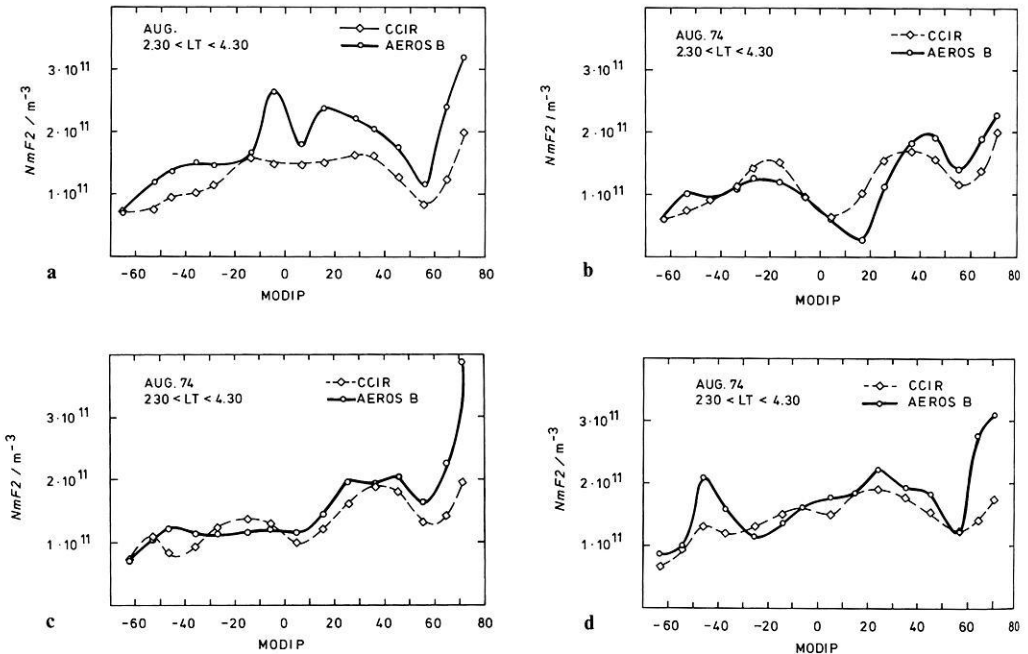 AUG.
2.30 < LT < 4.30
CCIR
AEROS B
NmF2 / m⁻³
3·10¹¹
2·10¹¹
1·10¹¹
-60 -40 -20 0 20 40 60 80
MODIP
a
AUG. 74
2.30 < LT < 4.30
CCIR
AEROS B
NmF2 / m⁻³
3·10¹¹
2·10¹¹
1·10¹¹
-60 -40 -20 0 20 40 60 80
MODIP
b
AUG. 74
230 < LT < 4.30
CCIR
AEROS B
NmF2 / m⁻³
3·10¹¹
2·10¹¹
1·10¹¹
-60 -40 -20 0 20 40 60 80
MODIP
c
AUG. 74
230 < LT < 4.30
CCIR
AEROS B
NmF2 / m⁻³
3·10¹¹
2·10¹¹
1·10¹¹
-60 -40 -20 0 20 40 60 80
MODIP
d